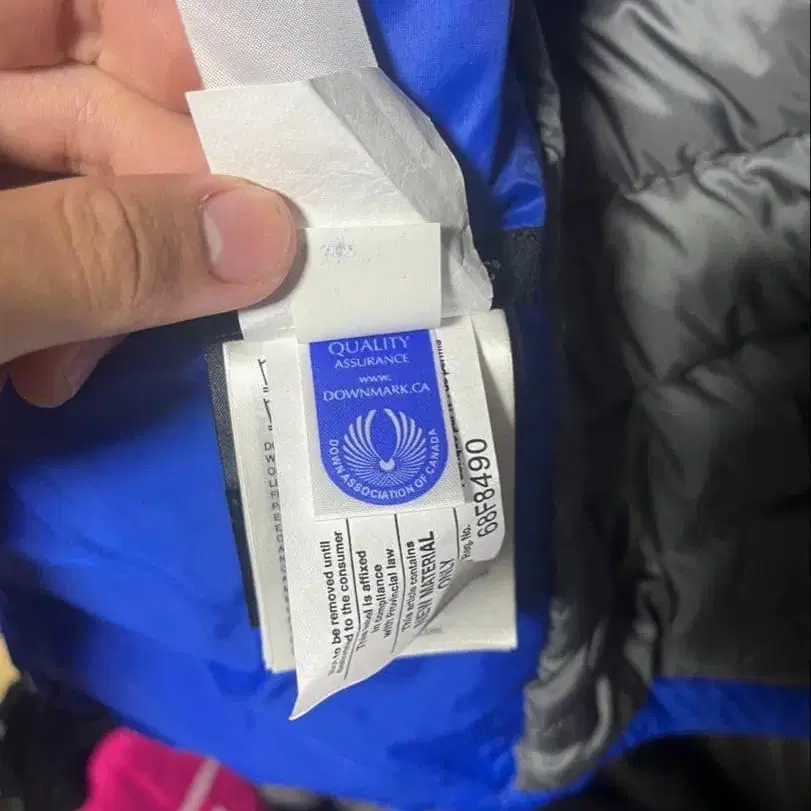 QUALITY
ASSURANCE
www.
DOWNMARK.CA
DOWN ASSOCIATION OF CANADA
to be removed until
to the consumer
This label is affixed
in compliance
with Provincial law
This article contains
NEW MATERIAL
ONLY
Reg. No.
68F8490